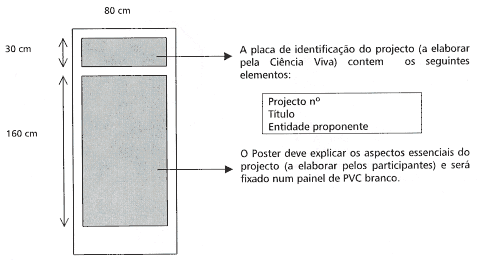 80 cm
30 cm
A placa de identificação do projecto (a elaborar
pela Ciência Viva) contem os seguintes
elementos:
Projecto nº
Título
Entidade proponente
160 cm
O Poster deve explicar os aspectos essenciais do
projecto (a elaborar pelos participantes) e será
fixado num painel de PVC branco.